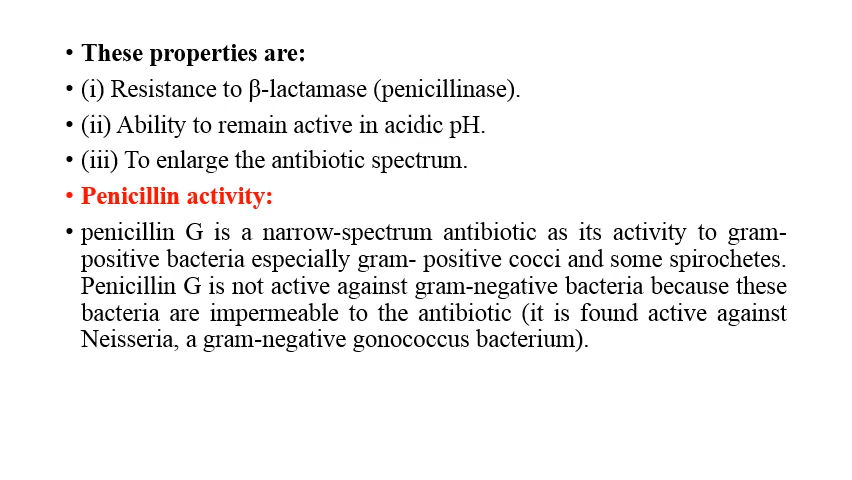 • These properties are:
• (i) Resistance to β-lactamase (penicillinase).
• (ii) Ability to remain active in acidic pH.
• (iii) To enlarge the antibiotic spectrum.
• Penicillin activity:
• penicillin G is a narrow-spectrum antibiotic as its activity to gram-
positive bacteria especially gram- positive cocci and some spirochetes.
Penicillin G is not active against gram-negative bacteria because these
bacteria are impermeable to the antibiotic (it is found active against
Neisseria, a gram-negative gonococcus bacterium).